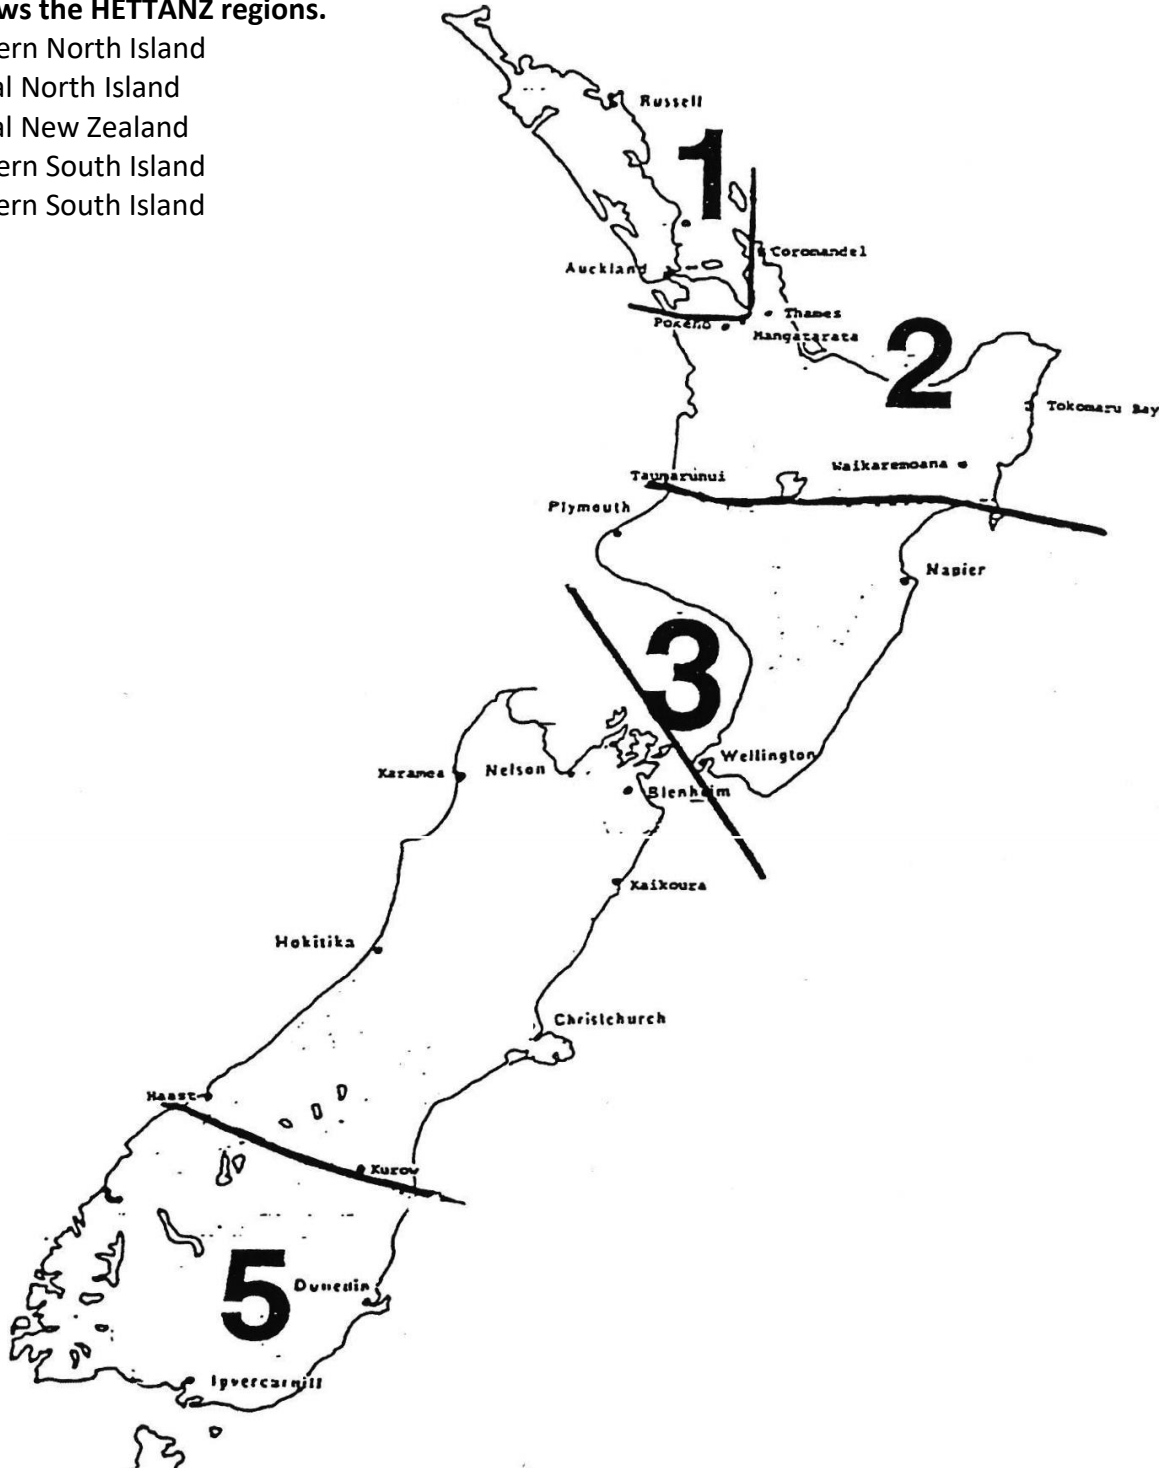 ws the HETTANZ regions.
ern North Island
al North Island
al New Zealand
ern South Island
ern South Island
Russell
1
Coromandel
Auckland
Thames
Pokeno
Mangatarata
2
Tokomaru Bay
Waikaremoana
Taumarunui
Plymouth
Napier
3
Wellington
Karamea
Nelson
Blenheim
Kaikoura
Hokitika
Christchurch
Haast
Kurow
5
Dunedin
Invercargill